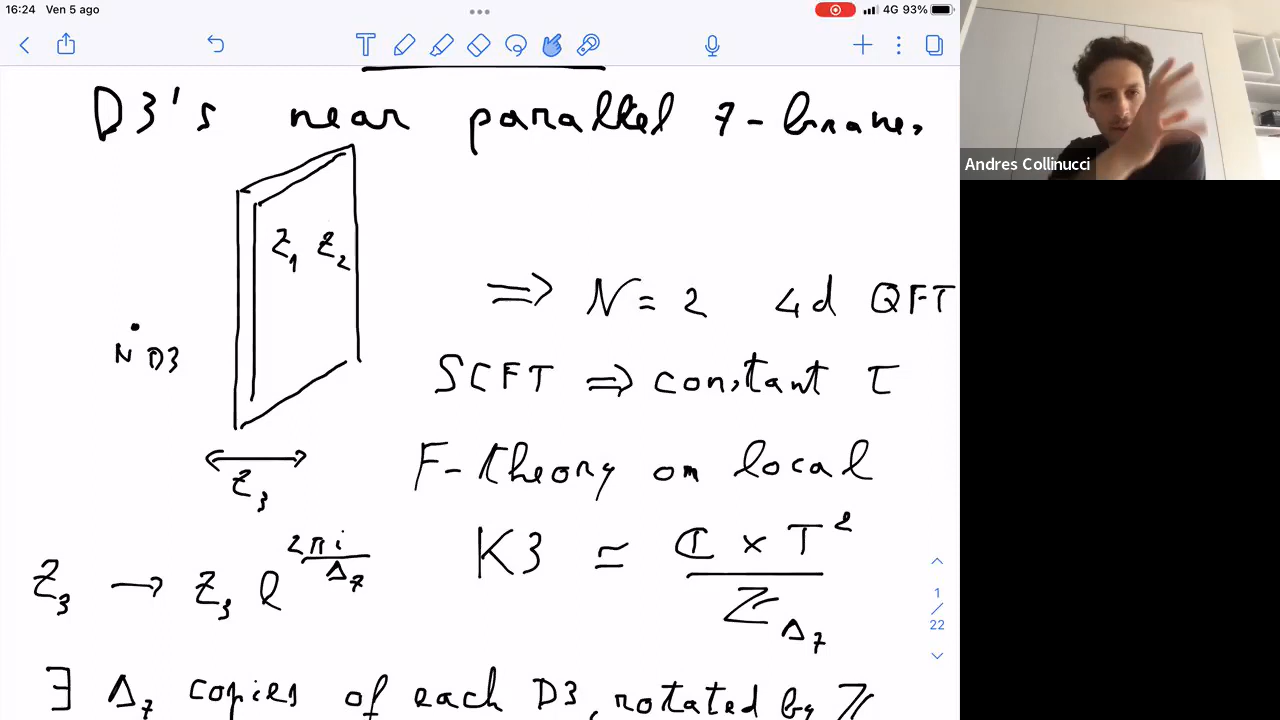 16:24 Ven 5 ago
4G 93%
D3's near parallel 7-branes
Z₁ Z₂
⇒ N = 2 4d QFT
N D3
SCFT ⇒ constant τ
Z₃
F-theory on local
K3 ≃ ℂ × T² / ℤ_Δ₇
Z₃ → Z₃ e^(2πi/Δ₇)
∃ Δ₇ copies of each D3, rotated by ℤ
1
/
22
Andres Collinucci